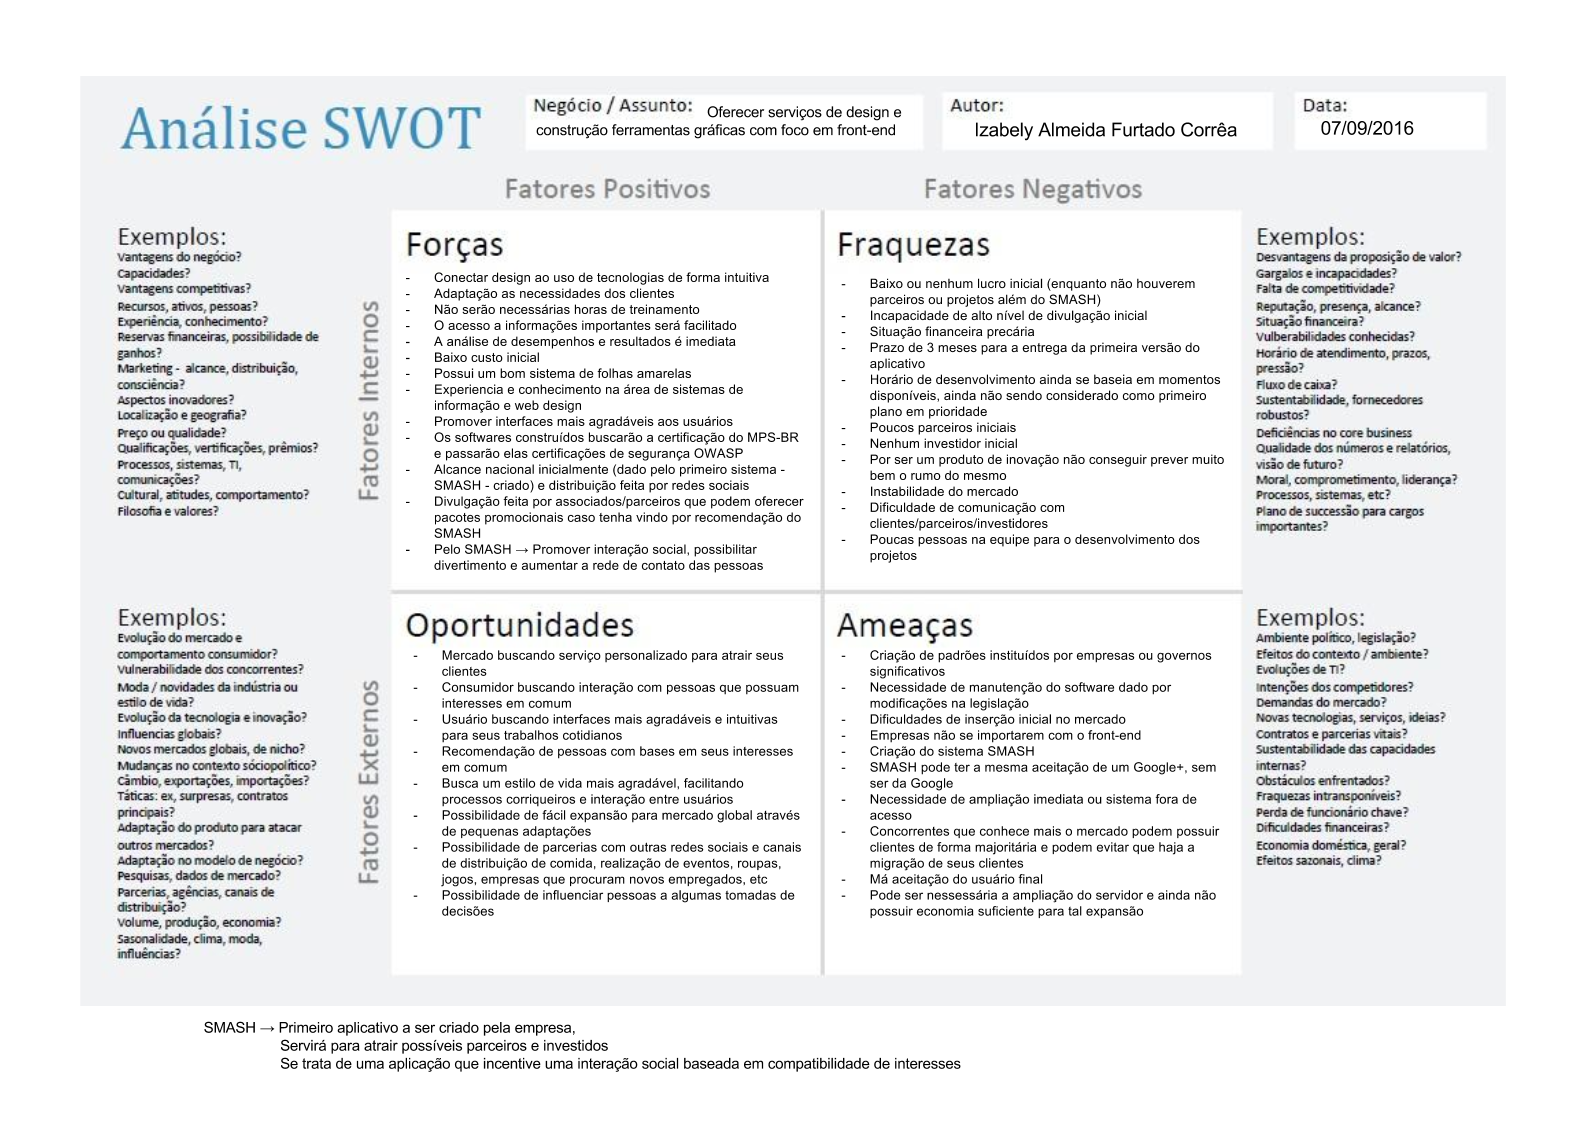 Análise SWOT
Negócio / Assunto: Oferecer serviços de design e
construção ferramentas gráficas com foco em front-end
Autor:
Izabely Almeida Furtado Corrêa
Data:
07/09/2016
Fatores Positivos
Fatores Negativos
Exemplos:
Vantagens do negócio?
Capacidades?
Vantagens competitivas?
Recursos, ativos, pessoas?
Experiência, conhecimento?
Reservas financeiras, possibilidade de
ganhos?
Marketing - alcance, distribuição,
consciência?
Aspectos inovadores?
Localização e geografia?
Preço ou qualidade?
Qualificações, vertificações, prêmios?
Processos, sistemas, TI,
comunicações?
Cultural, atitudes, comportamento?
Filosofia e valores?
Fatores Internos
Forças
- Conectar design ao uso de tecnologias de forma intuitiva
- Adaptação as necessidades dos clientes
- Não serão necessárias horas de treinamento
- O acesso a informações importantes será facilitado
- A análise de desempenhos e resultados é imediata
- Baixo custo inicial
- Possui um bom sistema de folhas amarelas
- Experiencia e conhecimento na área de sistemas de
informação e web design
- Promover interfaces mais agradáveis aos usuários
- Os softwares construídos buscarão a certificação do MPS-BR
e passarão elas certificações de segurança OWASP
- Alcance nacional inicialmente (dado pelo primeiro sistema -
SMASH - criado) e distribuição feita por redes sociais
- Divulgação feita por associados/parceiros que podem oferecer
pacotes promocionais caso tenha vindo por recomendação do
SMASH
- Pelo SMASH → Promover interação social, possibilitar
divertimento e aumentar a rede de contato das pessoas
Fraquezas
- Baixo ou nenhum lucro inicial (enquanto não houverem
parceiros ou projetos além do SMASH)
- Incapacidade de alto nível de divulgação inicial
- Situação financeira precária
- Prazo de 3 meses para a entrega da primeira versão do
aplicativo
- Horário de desenvolvimento ainda se baseia em momentos
disponíveis, ainda não sendo considerado como primeiro
plano em prioridade
- Poucos parceiros iniciais
- Nenhum investidor inicial
- Por ser um produto de inovação não conseguir prever muito
bem o rumo do mesmo
- Instabilidade do mercado
- Dificuldade de comunicação com
clientes/parceiros/investidores
- Poucas pessoas na equipe para o desenvolvimento dos
projetos
Exemplos:
Desvantagens da proposição de valor?
Gargalos e incapacidades?
Falta de competitividade?
Reputação, presença, alcance?
Situação financeira?
Vulberabilidades conhecidas?
Horário de atendimento, prazos,
pressão?
Fluxo de caixa?
Sustentabilidade, fornecedores
robustos?
Deficiências no core business
Qualidade dos números e relatórios,
visão de futuro?
Moral, comprometimento, liderança?
Processos, sistemas, etc?
Plano de successão para cargos
importantes?
Exemplos:
Evolução do mercado e
comportamento consumidor?
Vulnerabilidade dos concorrentes?
Moda / novidades da indústria ou
estilo de vida?
Evolução da tecnologia e inovação?
Influencias globais?
Novos mercados globais, de nicho?
Mudanças no contexto sóciopolítico?
Câmbio, exportações, importações?
Táticas: ex, surpresas, contratos
principais?
Adaptação do produto para atacar
outros mercados?
Adaptação no modelo de negócio?
Pesquisas, dados de mercado?
Parcerias, agências, canais de
distribuição?
Volume, produção, economia?
Sasonalidade, clima, moda,
influências?
Fatores Externos
Oportunidades
- Mercado buscando serviço personalizado para atrair seus
clientes
- Consumidor buscando interação com pessoas que possuam
interesses em comum
- Usuário buscando interfaces mais agradáveis e intuitivas
para seus trabalhos cotidianos
- Recomendação de pessoas com bases em seus interesses
em comum
- Busca um estilo de vida mais agradável, facilitando
processos corriqueiros e interação entre usuários
- Possibilidade de fácil expansão para mercado global através
de pequenas adaptações
- Possibilidade de parcerias com outras redes sociais e canais
de distribuição de comida, realização de eventos, roupas,
jogos, empresas que procuram novos empregados, etc
- Possibilidade de influenciar pessoas a algumas tomadas de
decisões
Ameaças
- Criação de padrões instituídos por empresas ou governos
significativos
- Necessidade de manutenção do software dado por
modificações na legislação
- Dificuldades de inserção inicial no mercado
- Empresas não se importarem com o front-end
- Criação do sistema SMASH
- SMASH pode ter a mesma aceitação de um Google+, sem
ser da Google
- Necessidade de ampliação imediata ou sistema fora de
acesso
- Concorrentes que conhece mais o mercado podem possuir
clientes de forma majoritária e podem evitar que haja a
migração de seus clientes
- Má aceitação do usuário final
- Pode ser nessessária a ampliação do servidor e ainda não
possuir economia suficiente para tal expansão
Exemplos:
Ambiente político, legislação?
Efeitos do contexto / ambiente?
Evoluções de TI?
Intenções dos competidores?
Demandas do mercado?
Novas tecnologias, serviços, ideias?
Contratos e parcerias vitais?
Sustentabilidade das capacidades
internas?
Obstáculos enfrentados?
Fraquezas intransponíveis?
Perda de funcionário chave?
Dificuldades financeiras?
Economia doméstica, geral?
Efeitos sazonais, clima?
SMASH → Primeiro aplicativo a ser criado pela empresa,
Servirá para atrair possíveis parceiros e investidos
Se trata de uma aplicação que incentive uma interação social baseada em compatibilidade de interesses